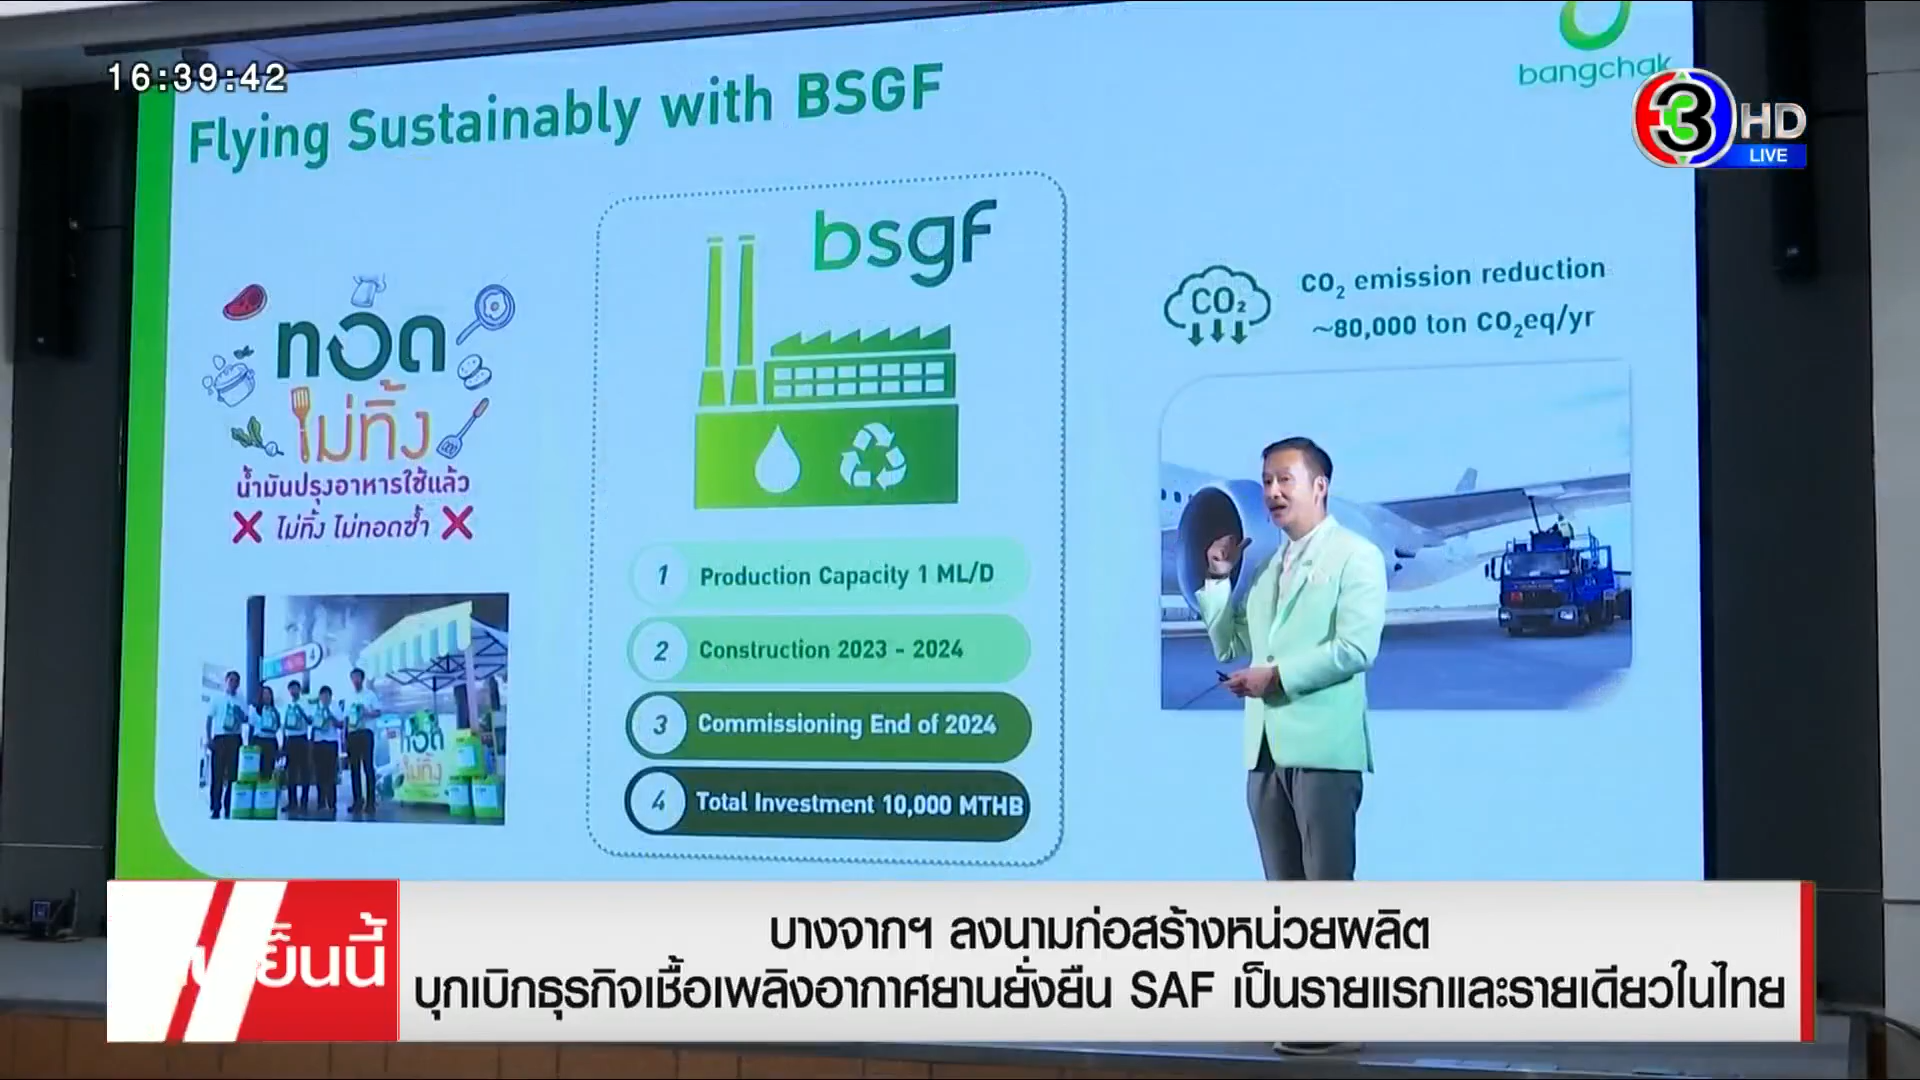 16:39:42
Flying Sustainably with BSGF
bangchak
3 HD
LIVE
ทอด
ไม่ทิ้ง
น้ำมันปรุงอาหารใช้แล้ว
ไม่ทิ้ง ไม่ทอดซ้ำ
ทอด
ไม่ทิ้ง
bsgf
1 Production Capacity 1 ML/D
2 Construction 2023 - 2024
3 Commissioning End of 2024
4 Total Investment 10,000 MTHB
CO₂
CO₂ emission reduction
~80,000 ton CO₂eq/yr
บางจากฯ ลงนามก่อสร้างหน่วยผลิต
บุกเบิกธุรกิจเชื้อเพลิงอากาศยานยั่งยืน SAF เป็นรายแรกและรายเดียวในไทย